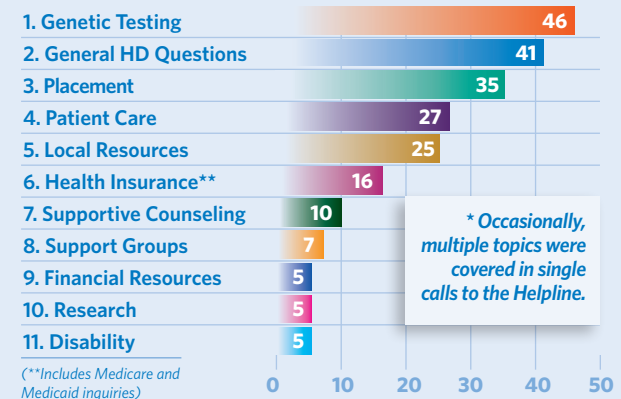 1. Genetic Testing 46
2. General HD Questions 41
3. Placement 35
4. Patient Care 27
5. Local Resources 25
6. Health Insurance** 16
7. Supportive Counseling 10
8. Support Groups 7
9. Financial Resources 5
10. Research 5
11. Disability 5
* Occasionally,
multiple topics were
covered in single
calls to the Helpline.
(**Includes Medicare and
Medicaid inquiries)
0 10 20 30 40 50